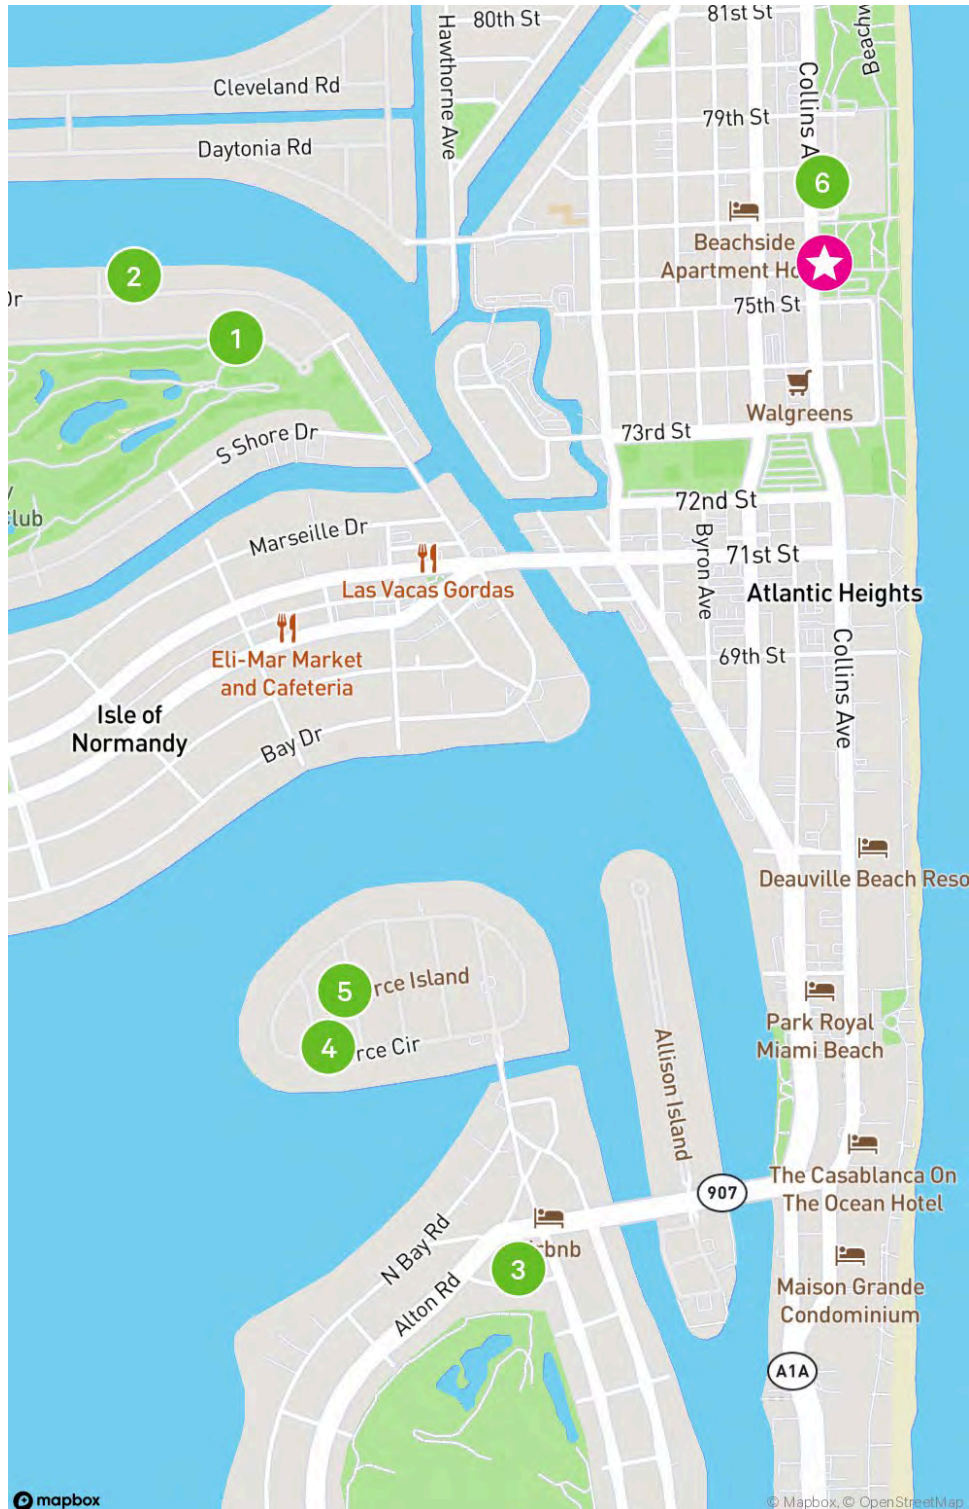 80th St
81st St
Hawthorne Ave
Beachw
Cleveland Rd
Collins A
79th St
Daytonia Rd
6
Beachside
Apartment Ho
2
Dr
75th St
1
Walgreens
S Shore Dr
73rd St
72nd St
lub
Marseille Dr
Byron Ave
71st St
Las Vacas Gordas
Atlantic Heights
Eli-Mar Market
and Cafeteria
69th St
Collins Ave
Isle of
Normandy
Bay Dr
Deauville Beach Reso
5
rce Island
Park Royal
Miami Beach
4
rce Cir
Allison Island
The Casablanca On
The Ocean Hotel
907
N Bay Rd
irbnb
3
Alton Rd
Maison Grande
Condominium
A1A
mapbox
© Mapbox, © OpenStreetMap